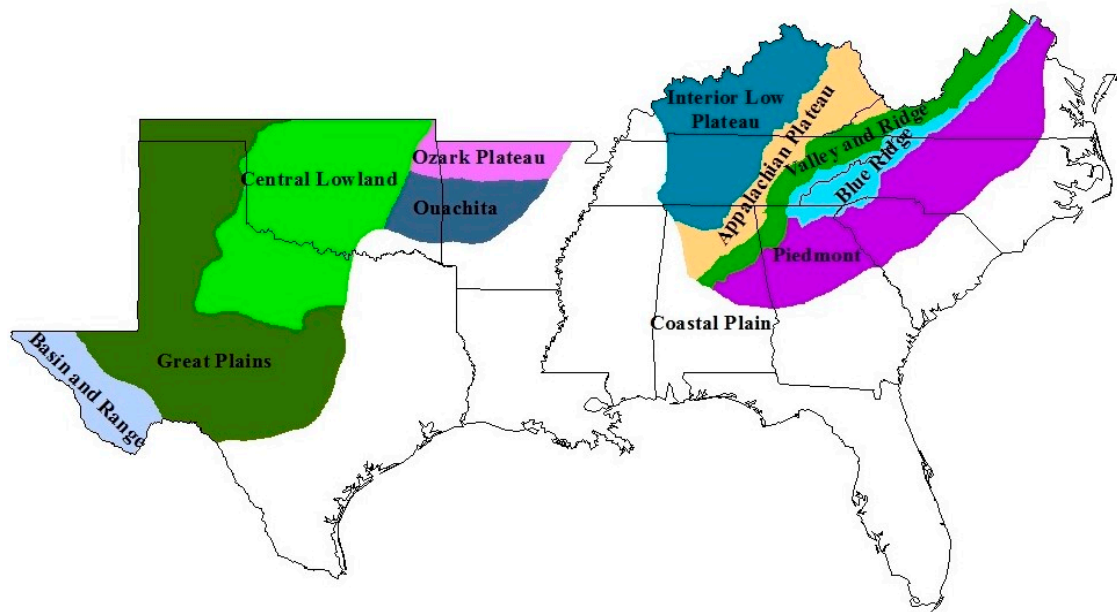 Interior Low
Plateau
Appalachian Plateau
Valley and Ridge
Blue Ridge
Ozark Plateau
Central Lowland
Ouachita
Piedmont
Coastal Plain
Great Plains
Basin and Range